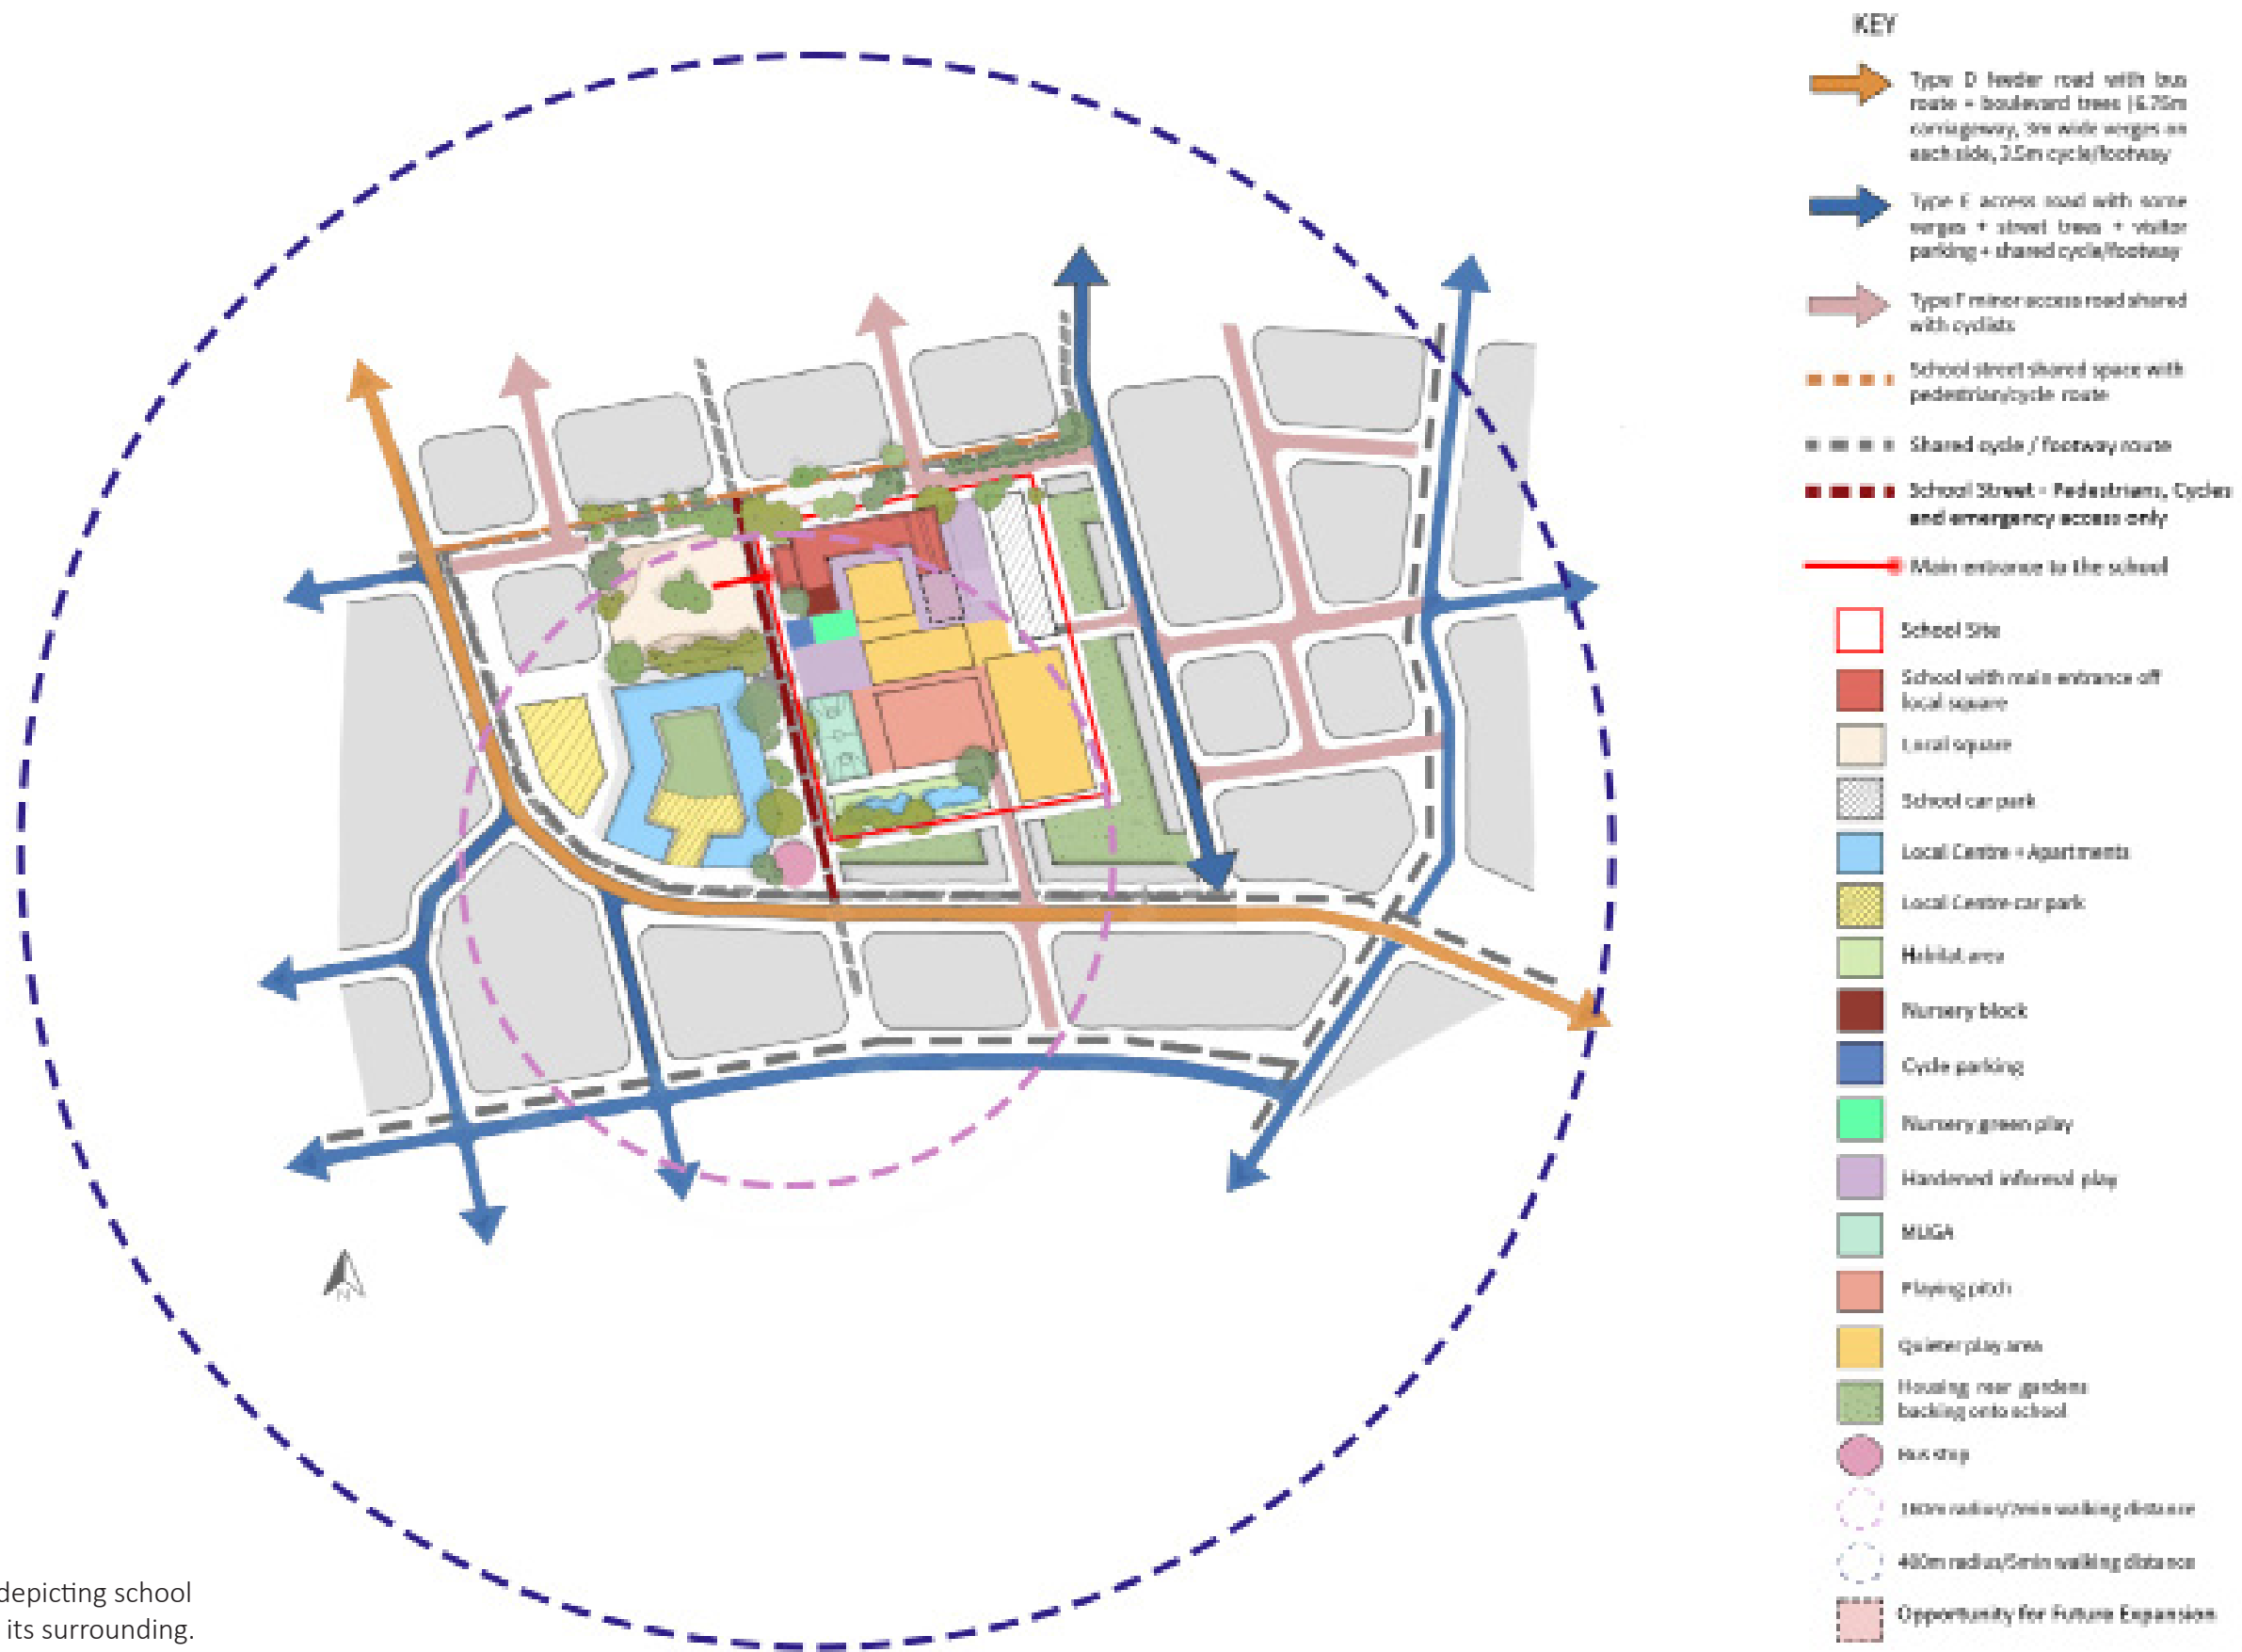 KEY
Type D feeder road with bus
route + boulevard trees (6.75m
carriageway, 3m wide verges on
each side, 3.5m cycle/footway
Type E access road with some
verges + street trees + visitor
parking + shared cycle/footway
Type F minor access road shared
with cyclists
School street shared space with
pedestrian/cycle route
Shared cycle / footway route
School Street - Pedestrians, Cycles
and emergency access only
Main entrance to the school
School Site
School with main entrance off
local square
Local square
School car park
Local Centre + Apartments
Local Centre car park
Habitat area
Nursery block
Cycle parking
Nursery green play
Hardened informal play
MUGA
Playing pitch
Quieter play area
Housing rear gardens
backing onto school
Bus stop
160m radius/2min walking distance
400m radius/5min walking distance
Opportunity for Future Expansion
N
depicting school
its surrounding.